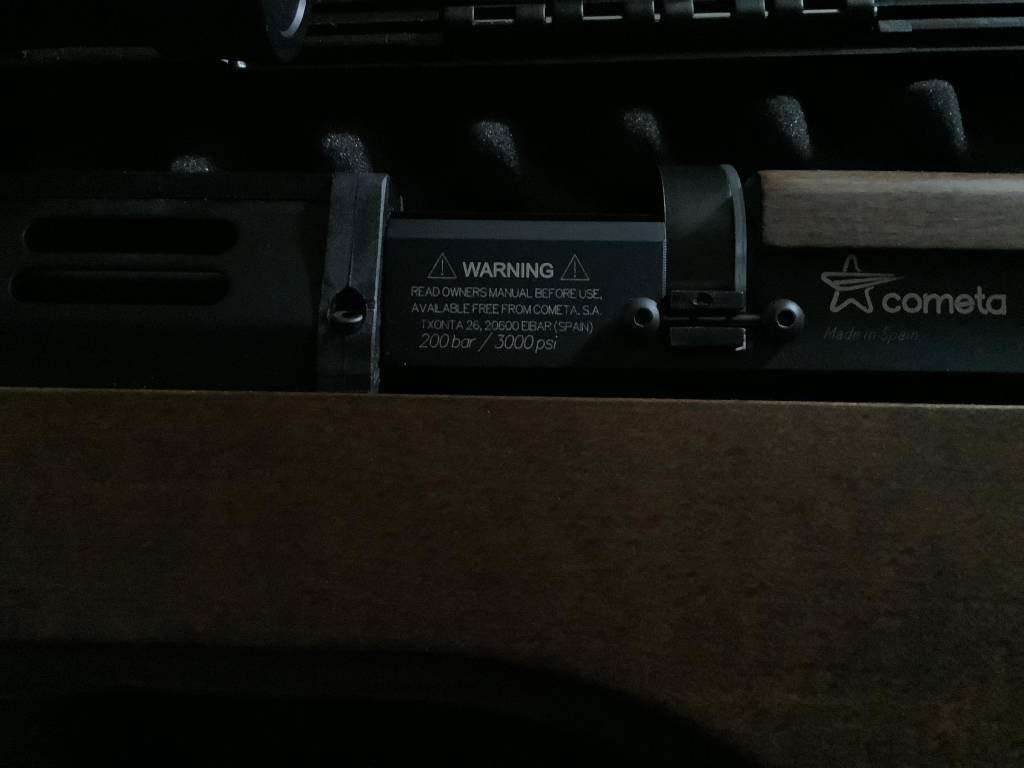 WARNING
READ OWNERS MANUAL BEFORE USE,
AVAILABLE FREE FROM COMETA, S.A.
TXONTA 26, 20600 EIBAR (SPAIN)
200 bar / 3000 psi
cometa
Made in Spain